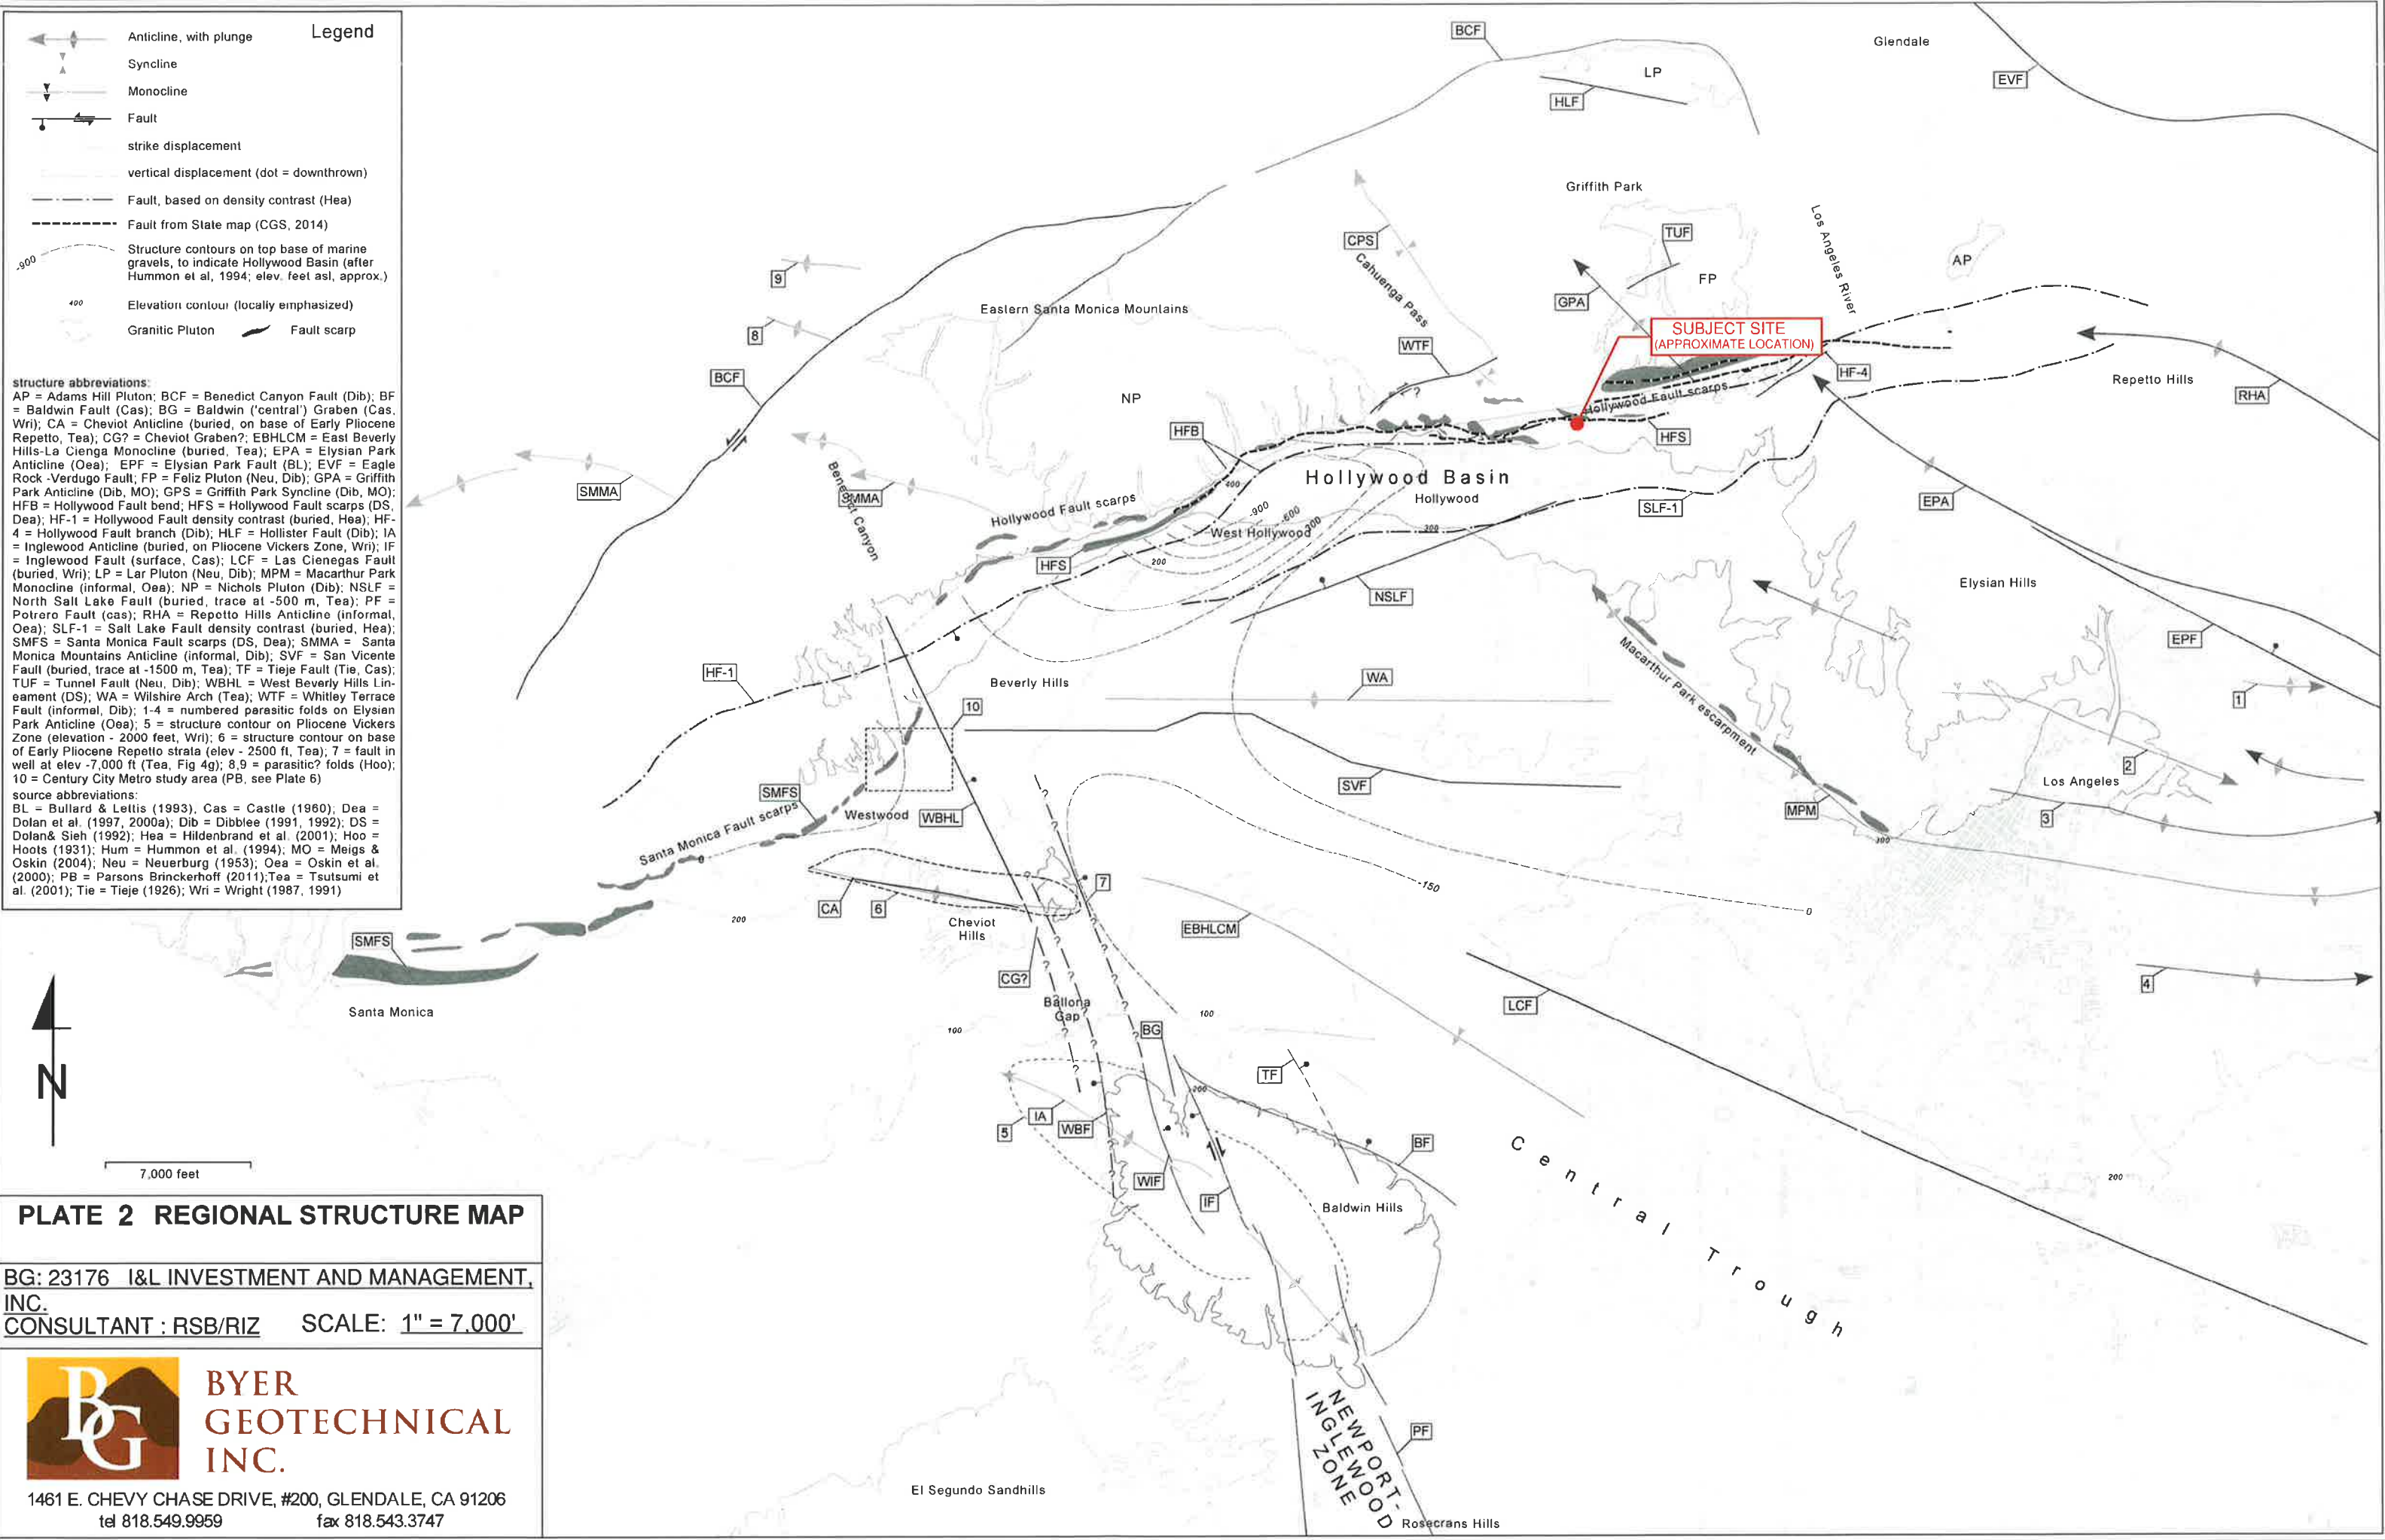 Legend
Anticline, with plunge
Syncline
Monocline
Fault
strike displacement
vertical displacement (dot = downthrown)
Fault, based on density contrast (Hea)
Fault from State map (CGS, 2014)
-900
Structure contours on top base of marine
gravels, to indicate Hollywood Basin (after
Hummon et al, 1994; elev. feet asl, approx.)
400
Elevation contour (locally emphasized)
Granitic Pluton
Fault scarp
structure abbreviations:
AP = Adams Hill Pluton; BCF = Benedict Canyon Fault (Dib); BF
= Baldwin Fault (Cas); BG = Baldwin ('central') Graben (Cas,
Wri); CA = Cheviot Anticline (buried, on base of Early Pliocene
Repetto, Tea); CG? = Cheviot Graben?; EBHLCM = East Beverly
Hills-La Cienga Monocline (buried, Tea); EPA = Elysian Park
Anticline (Oea); EPF = Elysian Park Fault (BL); EVF = Eagle
Rock -Verdugo Fault; FP = Feliz Pluton (Neu, Dib); GPA = Griffith
Park Anticline (Dib, MO); GPS = Griffith Park Syncline (Dib, MO);
HFB = Hollywood Fault bend; HFS = Hollywood Fault scarps (DS,
Dea); HF-1 = Hollywood Fault density contrast (buried, Hea); HF-
4 = Hollywood Fault branch (Dib); HLF = Hollister Fault (Dib); IA
= Inglewood Anticline (buried, on Pliocene Vickers Zone, Wri); IF
= Inglewood Fault (surface, Cas); LCF = Las Cienegas Fault
(buried, Wri); LP = Lar Pluton (Neu, Dib); MPM = Macarthur Park
Monocline (informal, Oea); NP = Nichols Pluton (Dib); NSLF =
North Salt Lake Fault (buried, trace at -500 m, Tea); PF =
Potrero Fault (cas); RHA = Repotto Hills Anticline (informal,
Oea); SLF-1 = Salt Lake Fault density contrast (buried, Hea);
SMFS = Santa Monica Fault scarps (DS, Dea); SMMA = Santa
Monica Mountains Anticline (informal, Dib); SVF = San Vicente
Fault (buried, trace at -1500 m, Tea); TF = Tieje Fault (Tie, Cas);
TUF = Tunnel Fault (Neu, Dib); WBHL = West Beverly Hills Lin-
eament (DS); WA = Wilshire Arch (Tea); WTF = Whitley Terrace
Fault (informal, Dib); 1-4 = numbered parasitic folds on Elysian
Park Anticline (Oea); 5 = structure contour on Pliocene Vickers
Zone (elevation - 2000 feet, Wri); 6 = structure contour on base
of Early Pliocene Repetto strata (elev - 2500 ft, Tea); 7 = fault in
well at elev -7,000 ft (Tea, Fig 4g); 8,9 = parasitic? folds (Hoo);
10 = Century City Metro study area (PB, see Plate 6)
source abbreviations:
BL = Bullard & Lettis (1993), Cas = Castle (1960); Dea =
Dolan et al. (1997, 2000a); Dib = Dibblee (1991, 1992); DS =
Dolan& Sieh (1992); Hea = Hildenbrand et al. (2001); Hoo =
Hoots (1931); Hum = Hummon et al. (1994); MO = Meigs &
Oskin (2004); Neu = Neuerburg (1953); Oea = Oskin et al.
(2000); PB = Parsons Brinckerhoff (2011);Tea = Tsutsumi et
al. (2001); Tie = Tieje (1926); Wri = Wright (1987, 1991)
BCF
Glendale
LP
HLF
EVF
Griffith Park
CPS
Cahuenga Pass
TUF
FP
GPA
Los Angeles River
AP
9
8
BCF
Eastern Santa Monica Mountains
SUBJECT SITE
(APPROXIMATE LOCATION)
WTF
?
HF-4
Repetto Hills
RHA
NP
HFB
Hollywood Fault scarps
HFS
SMMA
Benedict Canyon
SMMA
Hollywood Fault scarps
400
Hollywood Basin
Hollywood
SLF-1
EPA
-900
-600
-300
300
West Hollywood
HFS
200
NSLF
Elysian Hills
EPF
Macarthur Park escarpment
HF-1
Beverly Hills
WA
1
10
SVF
2
Los Angeles
SMFS
Westwood
WBHL
MPM
3
300
Santa Monica Fault scarps
0
-150
0
CA
6
7
200
Cheviot
Hills
EBHLCM
SMFS
CG?
Ballona
Gap
4
LCF
Santa Monica
100
BG
100
TF
200
N
IA
5
WBF
BF
WIF
IF
Baldwin Hills
Central Trough
200
7,000 feet
NEWPORT-
INGLEWOOD
ZONE
PF
El Segundo Sandhills
Rosecrans Hills
PLATE 2 REGIONAL STRUCTURE MAP
BG: 23176 I&L INVESTMENT AND MANAGEMENT,
INC.
CONSULTANT : RSB/RIZ SCALE: 1" = 7,000'
BG
BYER
GEOTECHNICAL
INC.
1461 E. CHEVY CHASE DRIVE, #200, GLENDALE, CA 91206
tel 818.549.9959 fax 818.543.3747